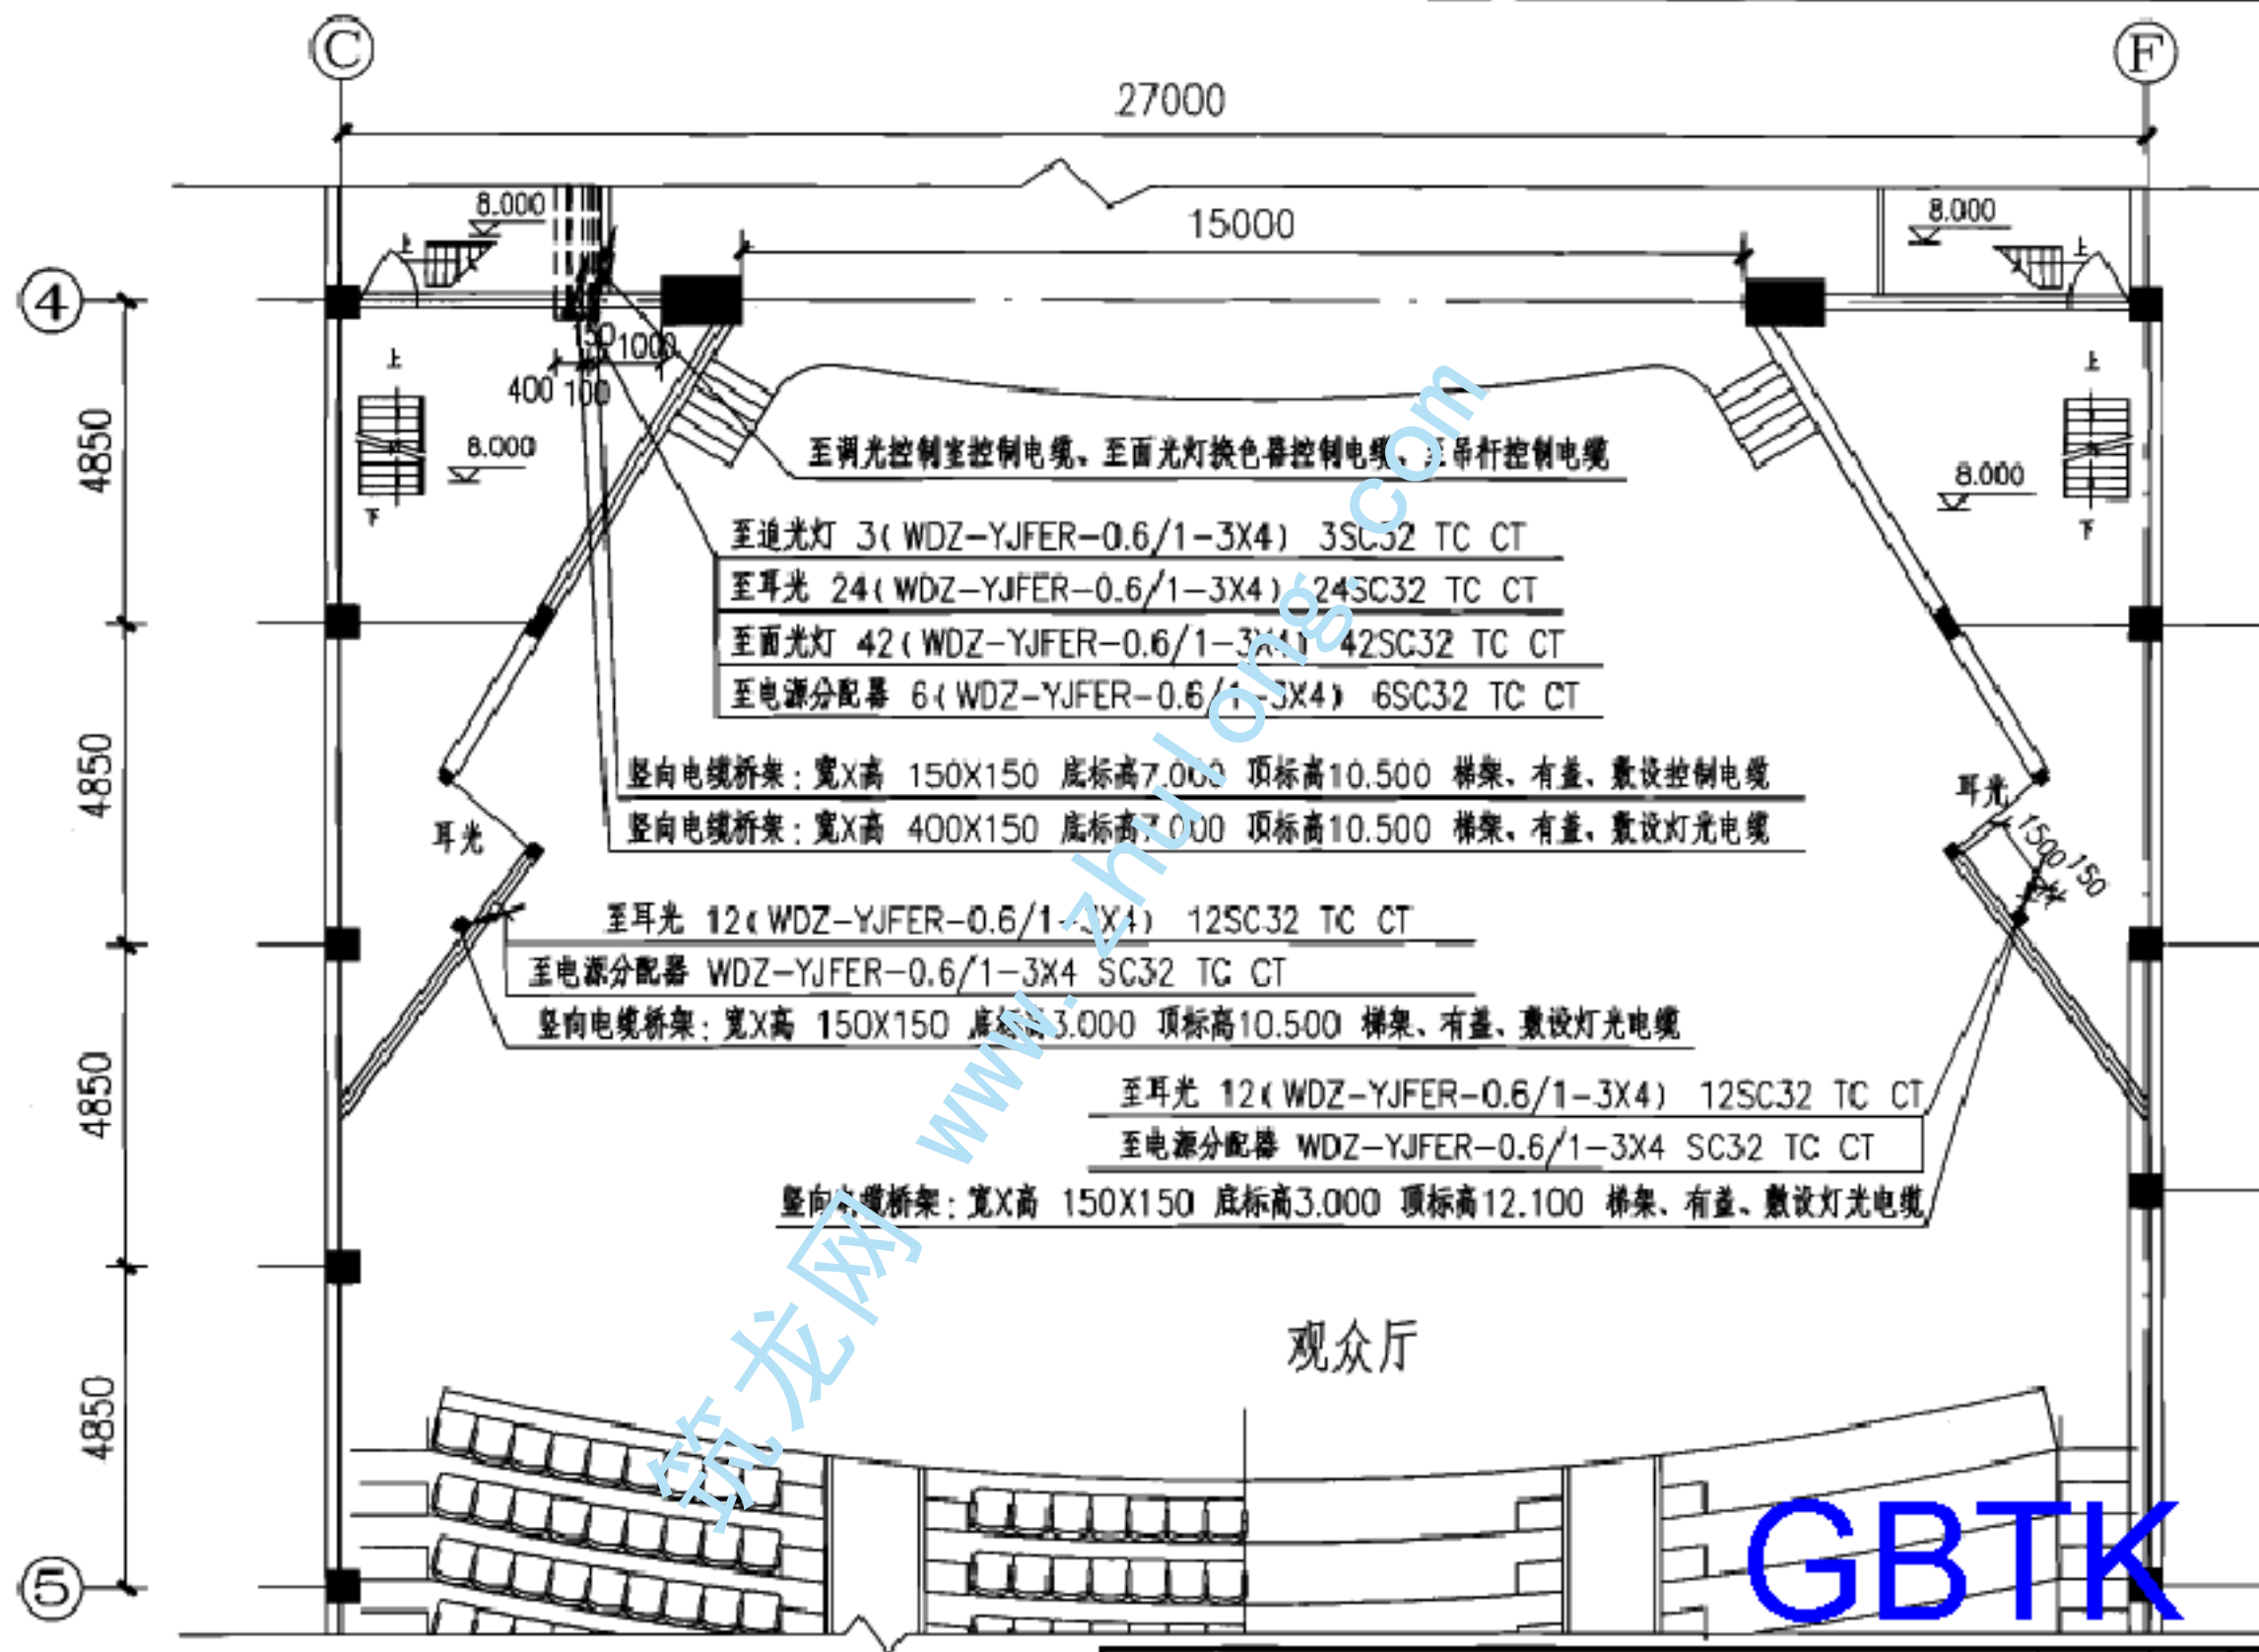 C
F
27000
8.000
15000
8.000
上
上
4
150
1000
400
100
上
上
8.000
8.000
下
下
4850
至调光控制室控制电缆、至面光灯换色器控制电缆、至吊杆控制电缆
至追光灯 3(WDZ-YJFER-0.6/1-3X4) 3SC32 TC CT
至耳光 24(WDZ-YJFER-0.6/1-3X4) 24SC32 TC CT
至面光灯 42(WDZ-YJFER-0.6/1-3X4) 42SC32 TC CT
至电源分配器 6(WDZ-YJFER-0.6/1-3X4) 6SC32 TC CT
4850
竖向电缆桥架:宽X高 150X150 底标高7.000 顶标高10.500 梯架、有盖、敷设控制电缆
竖向电缆桥架:宽X高 400X150 底标高7.000 顶标高10.500 梯架、有盖、敷设灯光电缆
耳光
耳光
1500
150
至耳光 12(WDZ-YJFER-0.6/1-3X4) 12SC32 TC CT
至电源分配器 WDZ-YJFER-0.6/1-3X4 SC32 TC CT
竖向电缆桥架:宽X高 150X150 底标高3.000 顶标高10.500 梯架、有盖、敷设灯光电缆
4850
至耳光 12(WDZ-YJFER-0.6/1-3X4) 12SC32 TC CT
至电源分配器 WDZ-YJFER-0.6/1-3X4 SC32 TC CT
竖向电缆桥架:宽X高 150X150 底标高3.000 顶标高12.100 梯架、有盖、敷设灯光电缆
观众厅
4850
5
筑龙网 www.zhulong.com
GBTK